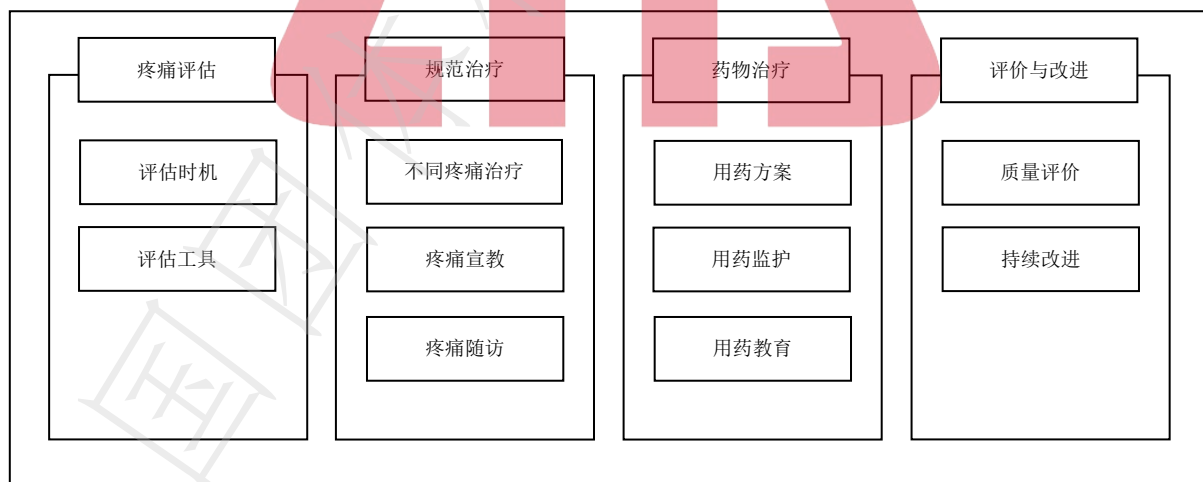 疼痛评估
评估时机
评估工具
规范治疗
不同疼痛治疗
疼痛宣教
疼痛随访
药物治疗
用药方案
用药监护
用药教育
评价与改进
质量评价
持续改进